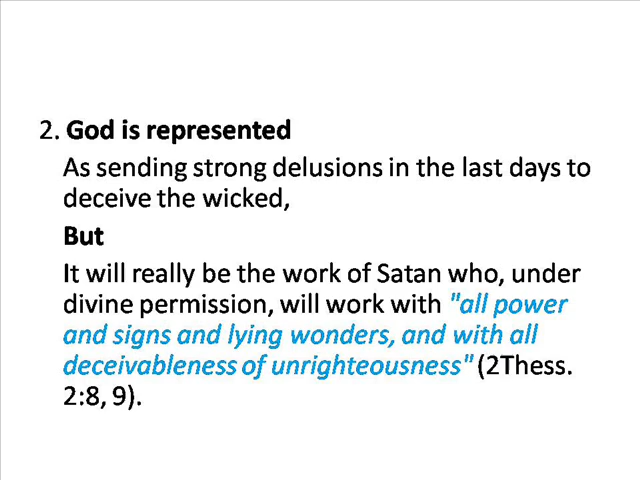 2. God is represented
As sending strong delusions in the last days to
deceive the wicked,
But
It will really be the work of Satan who, under
divine permission, will work with "all power
and signs and lying wonders, and with all
deceivableness of unrighteousness" (2Thess.
2:8, 9).